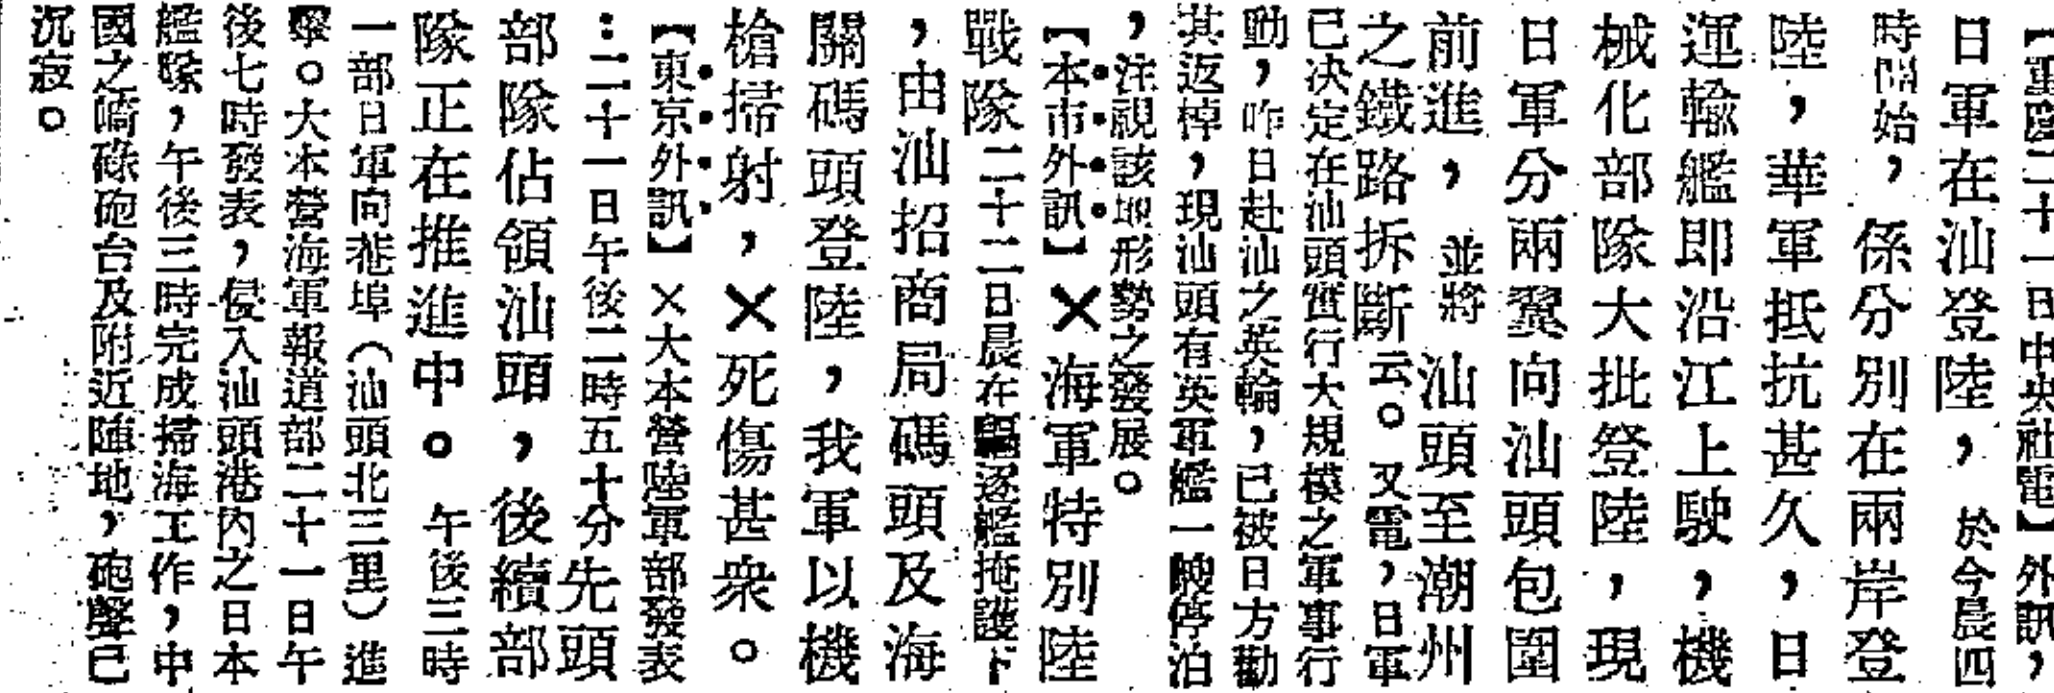 【重慶二十一日中央社電】外訊，
日軍在汕登陸，於今晨四
時開始，係分別在兩岸登
陸，華軍抵抗甚久，日
運輸艦即沿江上駛，機
械化部隊大批登陸，現
日軍分兩翼向汕頭包圍
前進，並將汕頭至潮州
之鐵路拆斷云。又電，日軍
已决定在汕頭實行大規模之軍事行
動，昨日赴汕之英輪，已被日方勸
其返棹，現汕頭有英軍艦一艘停泊
，注視該地形勢之發展。
【本市外訊】×海軍特別陸
戰隊二十二日晨在驅逐艦掩護下
，由汕招商局碼頭及海
關碼頭登陸，我軍以機
槍掃射，×死傷甚衆。
【東京外訊】×大本營陸軍部發表
：二十一日午後二時五十分先頭
部隊佔領汕頭，後續部
隊正在推進中。午後三時
一部日軍向菴埠（汕頭北三里）進
擊。大本營海軍報道部二十一日午
後七時發表，侵入汕頭港內之日本
艦隊，午後三時完成掃海工作，中
國之崎碌砲台及附近陸地，砲聲已
沉寂。